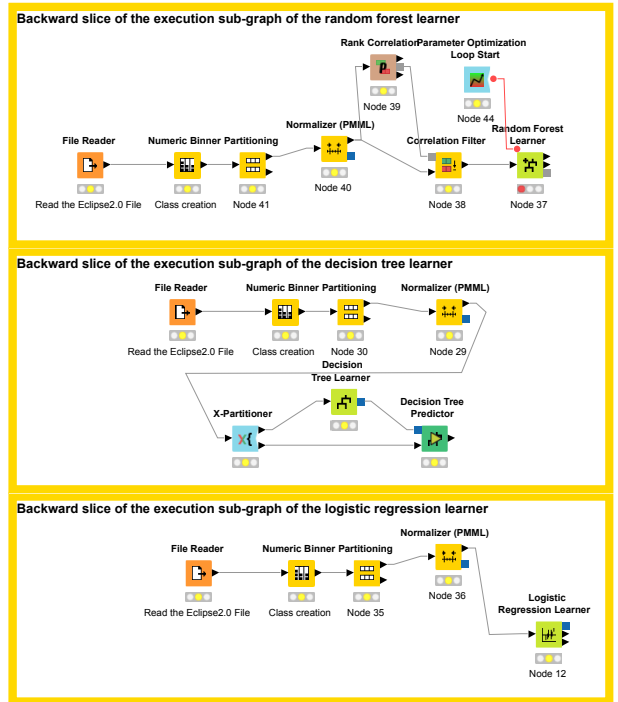 Backward slice of the execution sub-graph of the random forest learner
Rank Correlation
Parameter Optimization
Loop Start
Node 39
Node 44
File Reader
Numeric Binner
Partitioning
Normalizer (PMML)
Correlation Filter
Random Forest
Learner
Read the Eclipse2.0 File
Class creation
Node 41
Node 40
Node 38
Node 37
Backward slice of the execution sub-graph of the decision tree learner
File Reader
Numeric Binner
Partitioning
Normalizer (PMML)
Read the Eclipse2.0 File
Class creation
Node 30
Node 29
Decision
Tree Learner
X-Partitioner
Decision Tree
Predictor
Backward slice of the execution sub-graph of the logistic regression learner
File Reader
Numeric Binner
Partitioning
Normalizer (PMML)
Read the Eclipse2.0 File
Class creation
Node 35
Node 36
Logistic
Regression Learner
Node 12